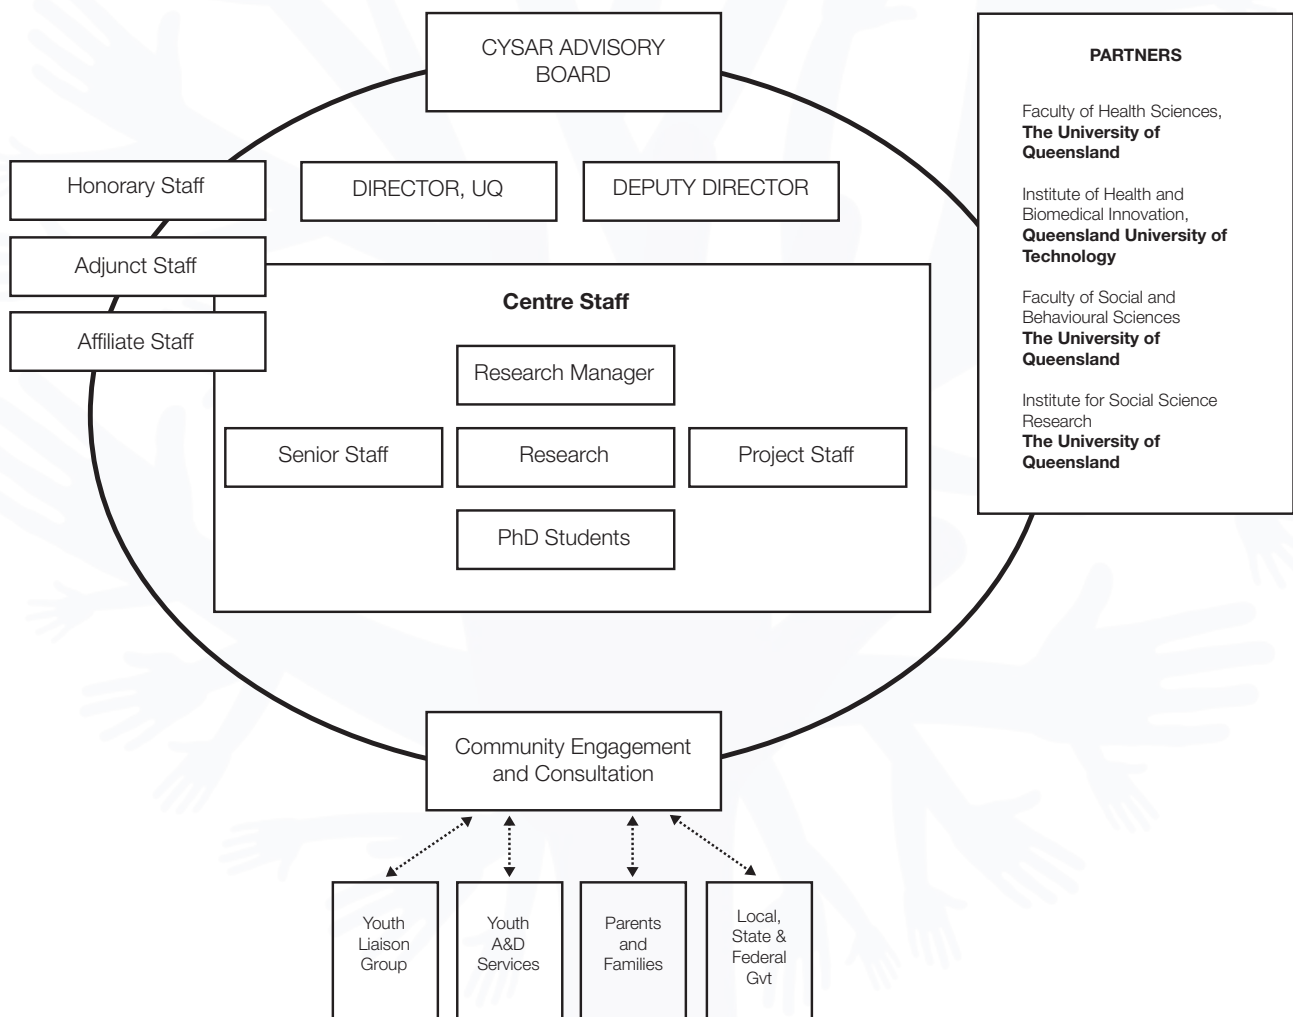 CYSAR ADVISORY
BOARD
PARTNERS
Faculty of Health Sciences,
The University of
Queensland
Institute of Health and
Biomedical Innovation,
Queensland University of
Technology
Faculty of Social and
Behavioural Sciences
The University of
Queensland
Institute for Social Science
Research
The University of
Queensland
Honorary Staff
DIRECTOR, UQ
DEPUTY DIRECTOR
Adjunct Staff
Affiliate Staff
Centre Staff
Research Manager
Senior Staff
Research
Project Staff
PhD Students
Community Engagement
and Consultation
Youth
Liaison
Group
Youth
A&D
Services
Parents
and
Families
Local,
State &
Federal
Gvt